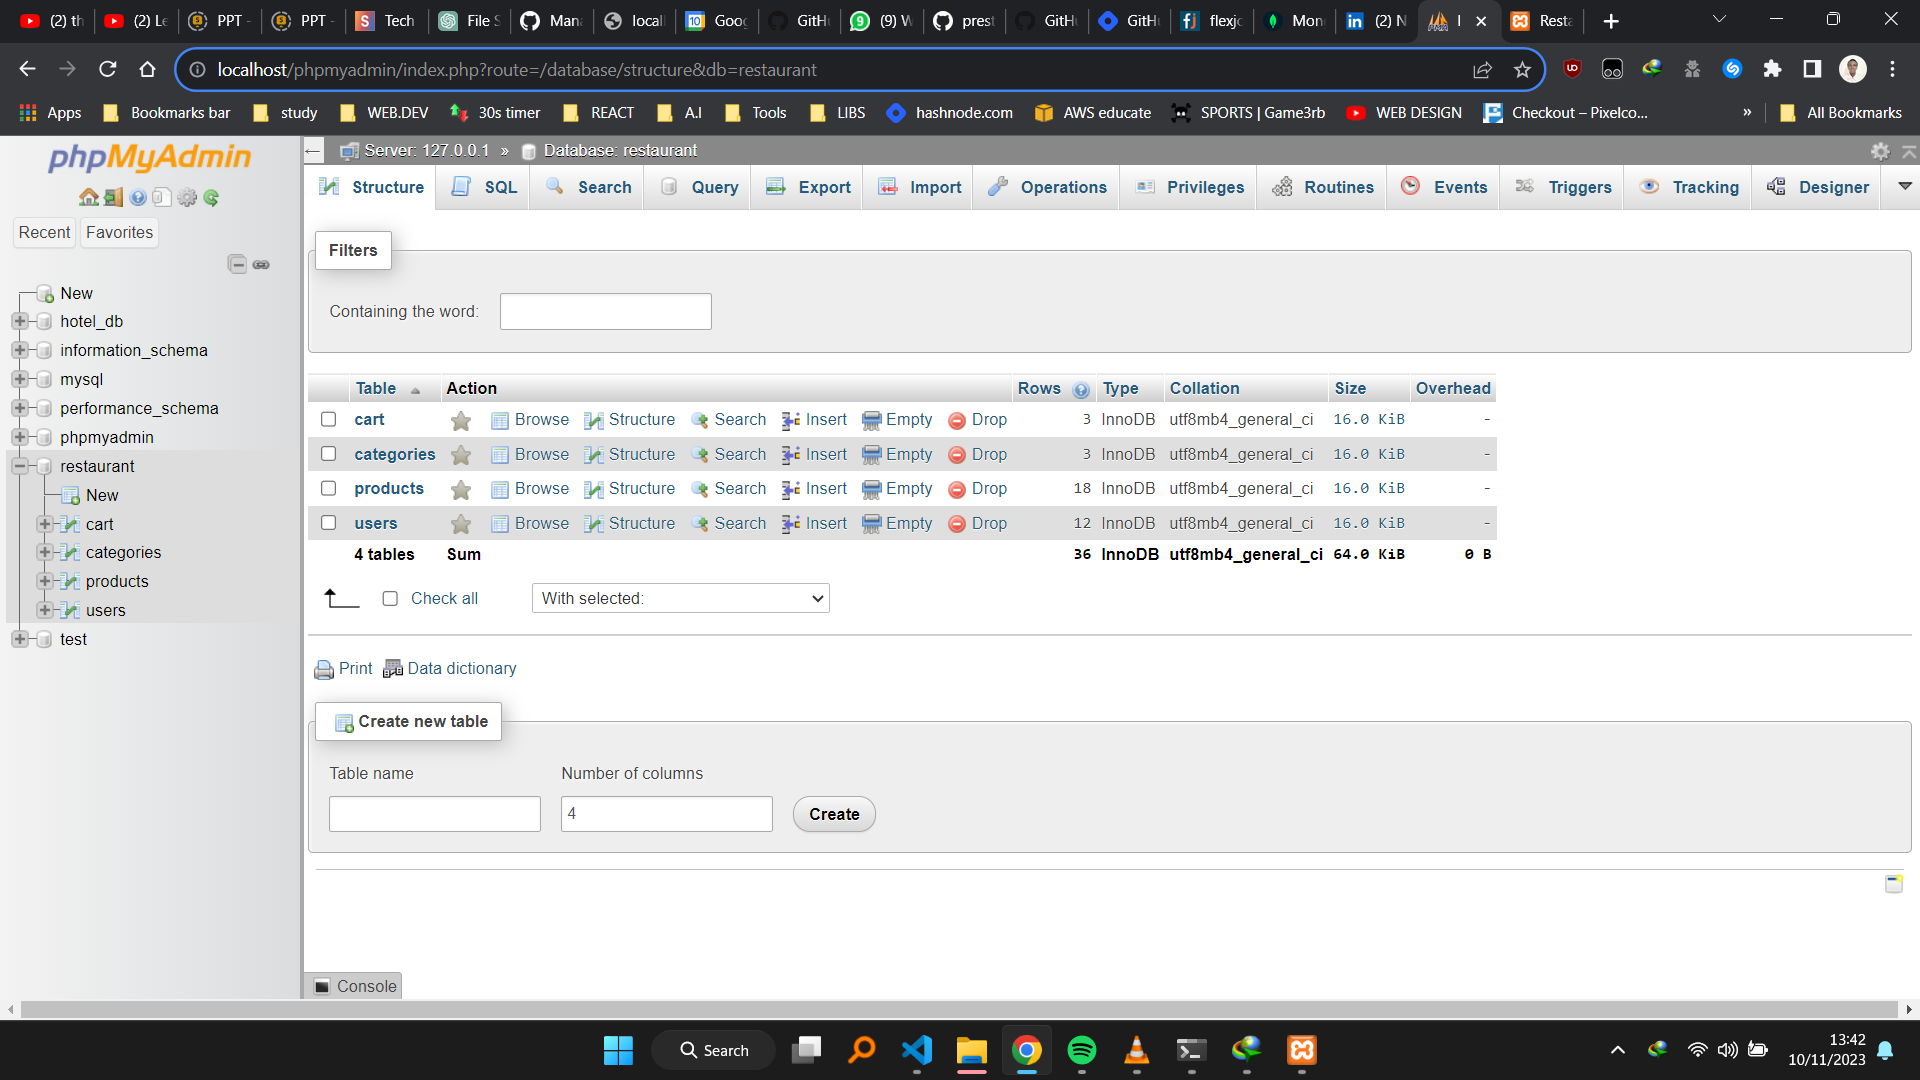 (2) th
(2) Le
PPT -
PPT -
Tech
File S
Mana
locall
Goog
GitHu
(9) W
prest
GitHu
GitHu
flexjc
Mon
(2) N
Resta
localhost/phpmyadmin/index.php?route=/database/structure&db=restaurant
Apps Bookmarks bar study WEB.DEV 30s timer REACT A.I Tools LIBS hashnode.com AWS educate SPORTS | Game3rb WEB DESIGN Checkout – Pixelco... » All Bookmarks
phpMyAdmin
Recent Favorites
New
hotel_db
information_schema
mysql
performance_schema
phpmyadmin
restaurant
New
cart
categories
products
users
test
Server: 127.0.0.1 » Database: restaurant
Structure SQL Search Query Export Import Operations Privileges Routines Events Triggers Tracking Designer
Filters
Containing the word:
Table Action Rows Type Collation Size Overhead
cart Browse Structure Search Insert Empty Drop 3 InnoDB utf8mb4_general_ci 16.0 KiB -
categories Browse Structure Search Insert Empty Drop 3 InnoDB utf8mb4_general_ci 16.0 KiB -
products Browse Structure Search Insert Empty Drop 18 InnoDB utf8mb4_general_ci 16.0 KiB -
users Browse Structure Search Insert Empty Drop 12 InnoDB utf8mb4_general_ci 16.0 KiB -
4 tables Sum 36 InnoDB utf8mb4_general_ci 64.0 KiB 0 B
Check all With selected:
Print Data dictionary
Create new table
Table name Number of columns
4 Create
Console
Search
13:42
10/11/2023